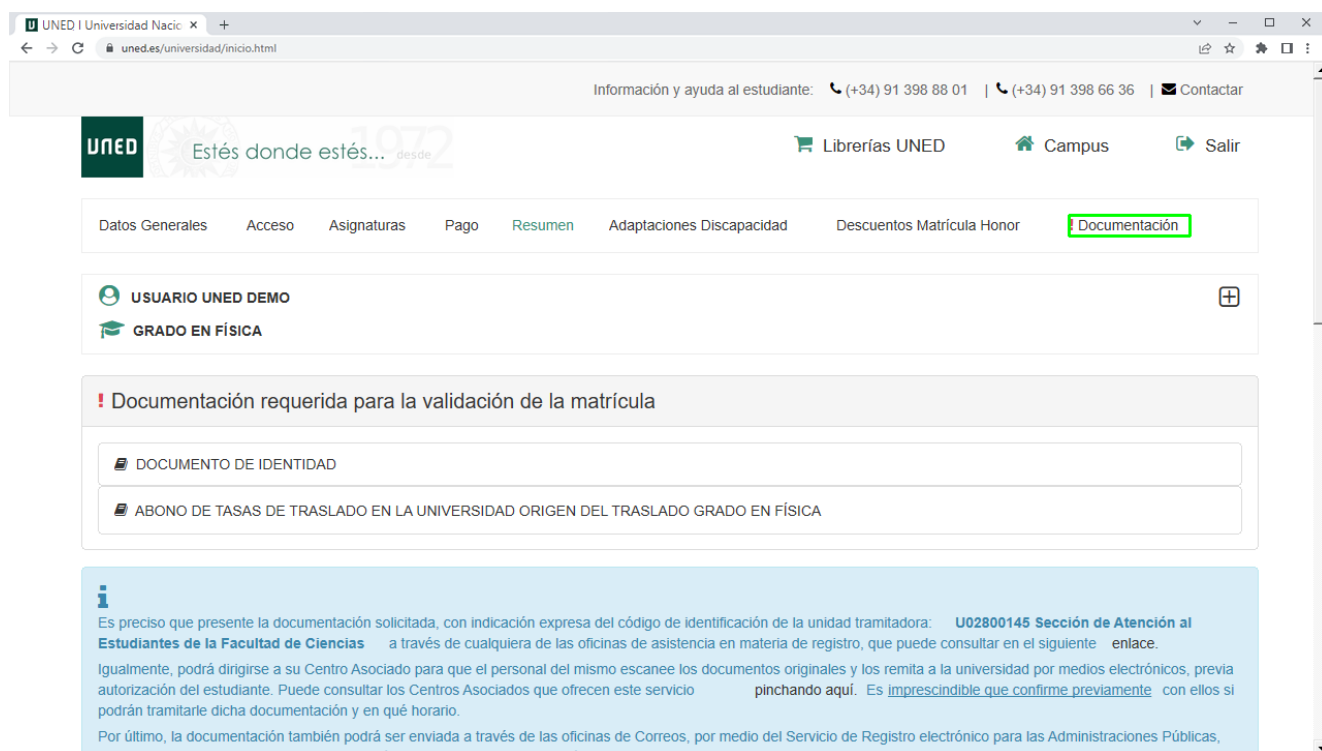 UNED I Universidad Nacio
uned.es/universidad/inicio.html
Información y ayuda al estudiante: (+34) 91 398 88 01 | (+34) 91 398 66 36 | Contactar
UNED Estés donde estés... desde 1972 Librerías UNED Campus Salir
Datos Generales Acceso Asignaturas Pago Resumen Adaptaciones Discapacidad Descuentos Matrícula Honor ! Documentación
USUARIO UNED DEMO
GRADO EN FÍSICA
! Documentación requerida para la validación de la matrícula
DOCUMENTO DE IDENTIDAD
ABONO DE TASAS DE TRASLADO EN LA UNIVERSIDAD ORIGEN DEL TRASLADO GRADO EN FÍSICA
Es preciso que presente la documentación solicitada, con indicación expresa del código de identificación de la unidad tramitadora: U02800145 Sección de Atención al
Estudiantes de la Facultad de Ciencias a través de cualquiera de las oficinas de asistencia en materia de registro, que puede consultar en el siguiente enlace.
Igualmente, podrá dirigirse a su Centro Asociado para que el personal del mismo escanee los documentos originales y los remita a la universidad por medios electrónicos, previa
autorización del estudiante. Puede consultar los Centros Asociados que ofrecen este servicio pinchando aquí. Es imprescindible que confirme previamente con ellos si
podrán tramitarle dicha documentación y en qué horario.
Por último, la documentación también podrá ser enviada a través de las oficinas de Correos, por medio del Servicio de Registro electrónico para las Administraciones Públicas,